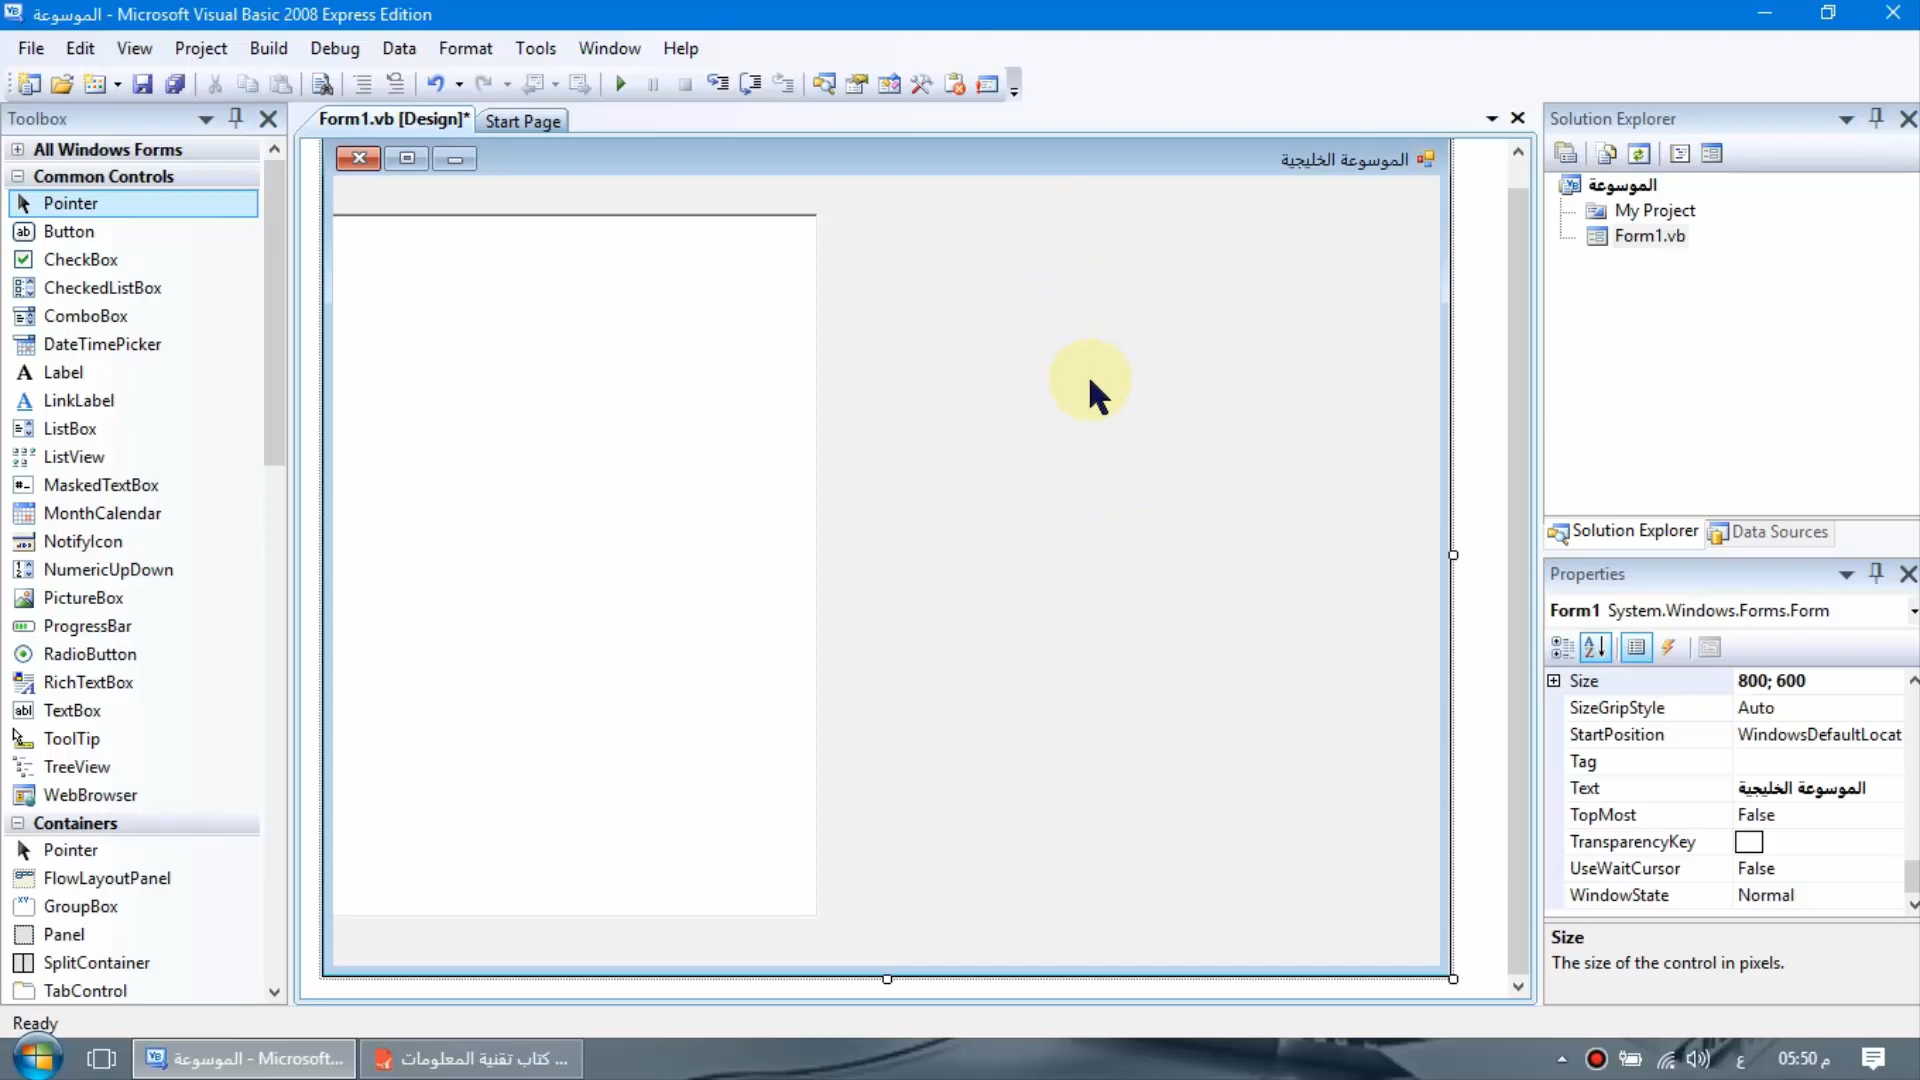 الموسوعة - Microsoft Visual Basic 2008 Express Edition
File Edit View Project Build Debug Data Format Tools Window Help
Toolbox
All Windows Forms
Common Controls
Pointer
Button
CheckBox
CheckedListBox
ComboBox
DateTimePicker
Label
LinkLabel
ListBox
ListView
MaskedTextBox
MonthCalendar
NotifyIcon
NumericUpDown
PictureBox
ProgressBar
RadioButton
RichTextBox
TextBox
ToolTip
TreeView
WebBrowser
Containers
Pointer
FlowLayoutPanel
GroupBox
Panel
SplitContainer
TabControl
Form1.vb [Design]* Start Page
الموسوعة الخليجية
Solution Explorer
الموسوعة
My Project
Form1.vb
Solution Explorer Data Sources
Properties
Form1 System.Windows.Forms.Form
Size 800; 600
SizeGripStyle Auto
StartPosition WindowsDefaultLocat
Tag
Text الموسوعة الخليجية
TopMost False
TransparencyKey
UseWaitCursor False
WindowState Normal
Size
The size of the control in pixels.
Ready
الموسوعة - Microsoft...
كتاب تقنية المعلومات ...
ع
05:50 م